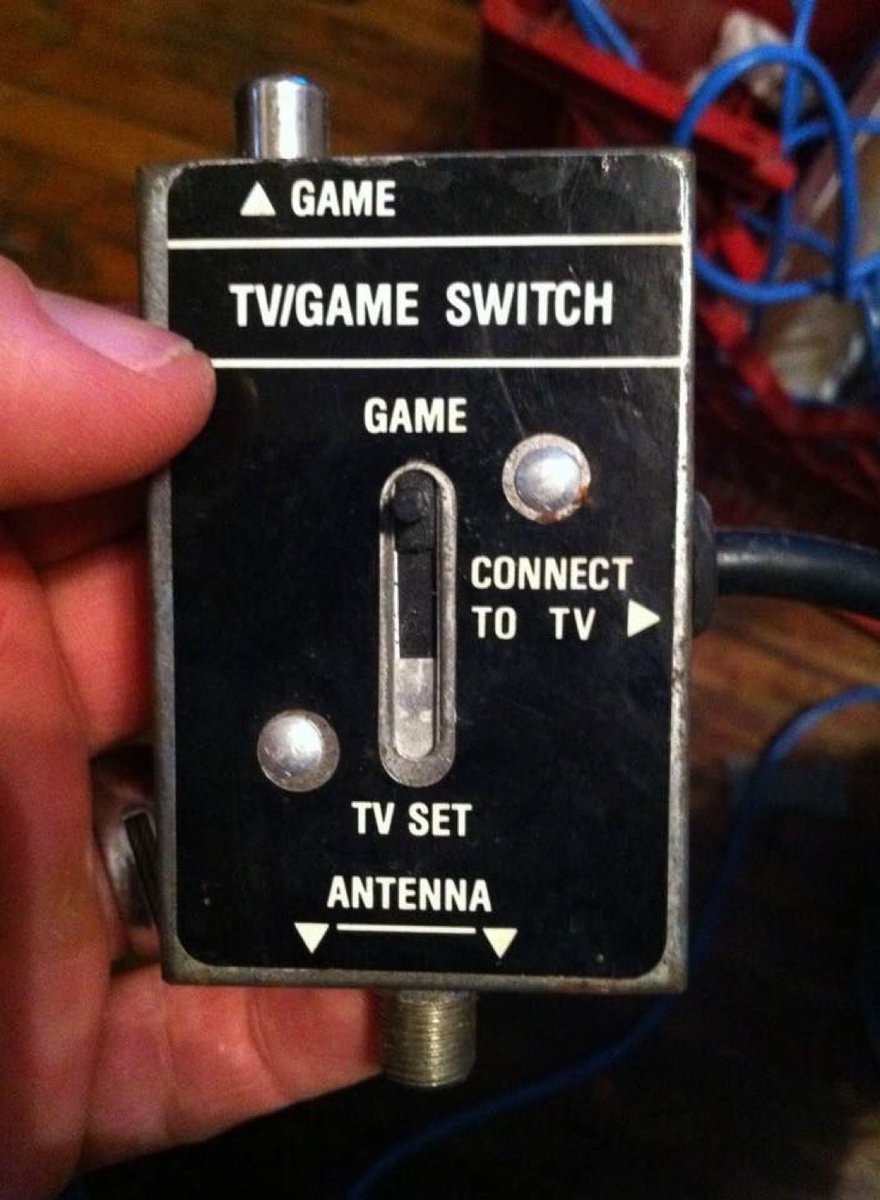 ▲ GAME
TV/GAME SWITCH
GAME
CONNECT
TO TV ▶
TV SET
ANTENNA
▼ ▼